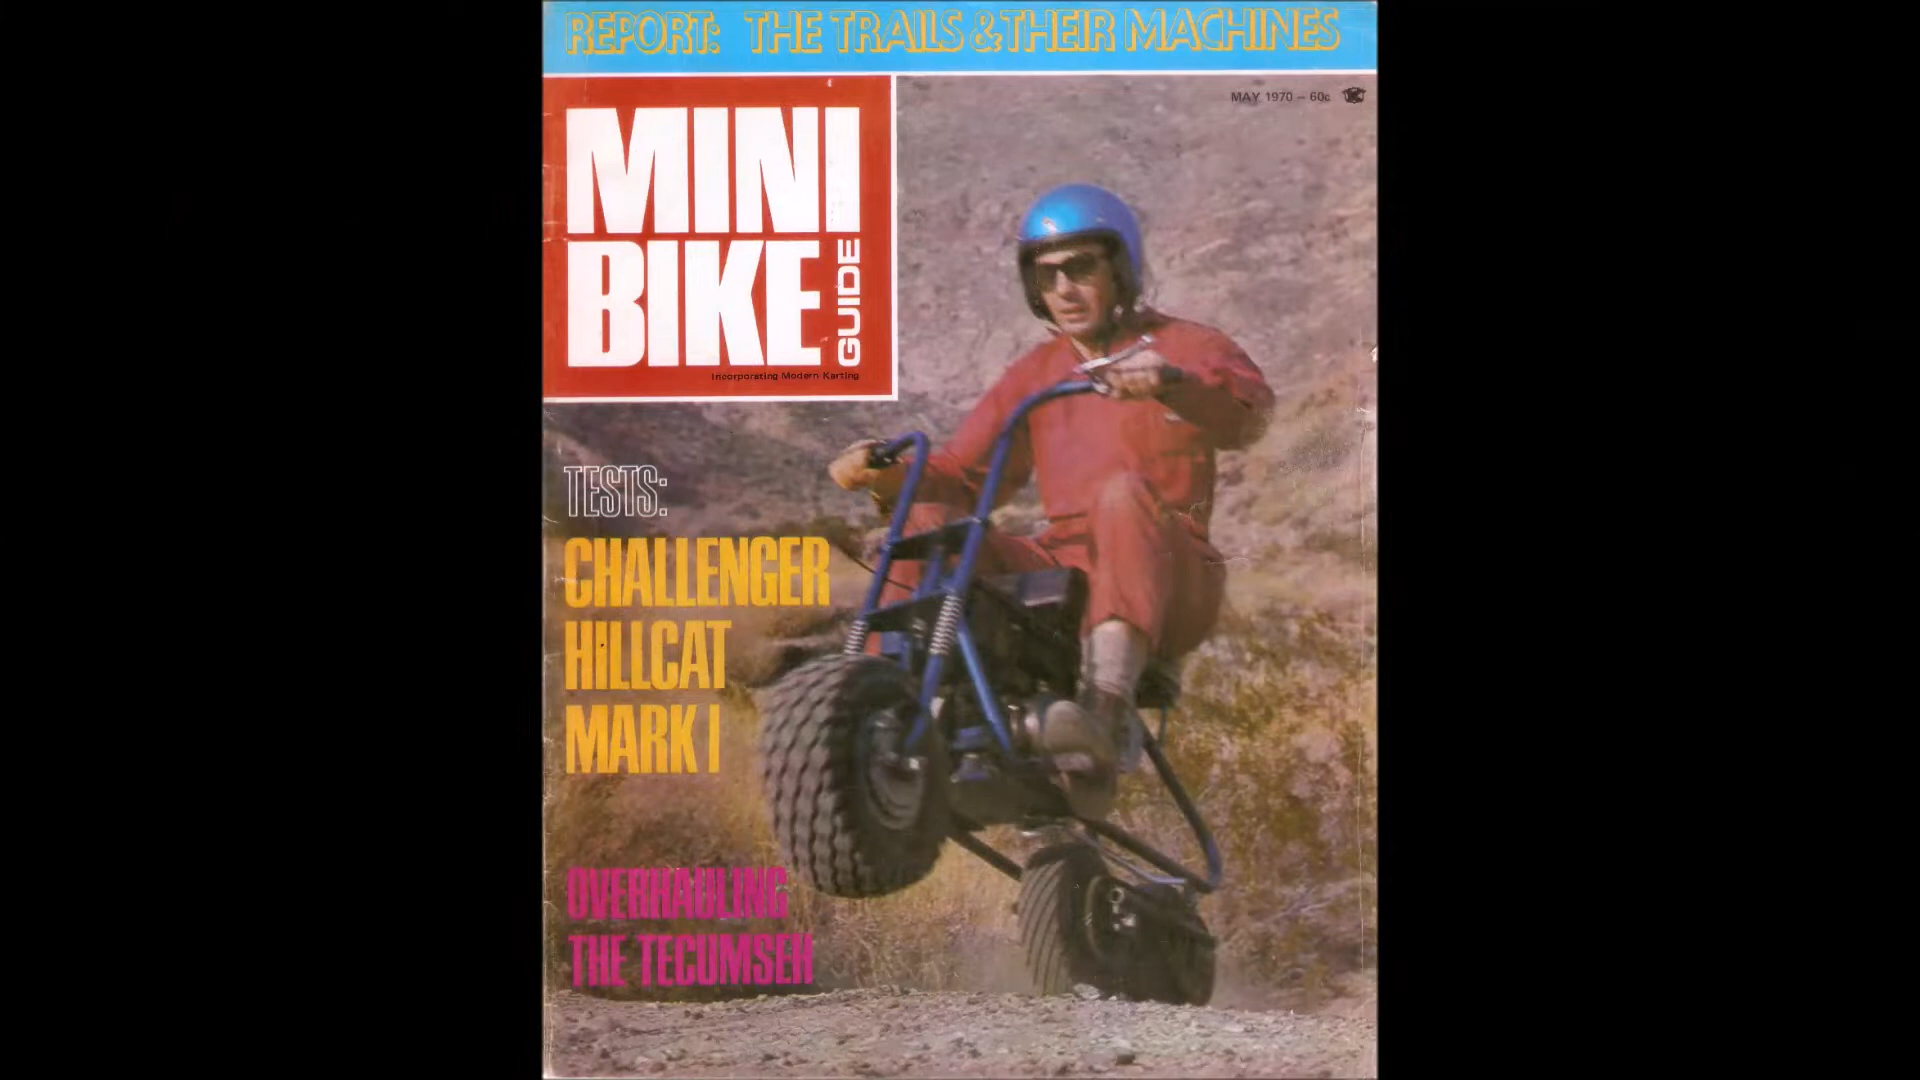 REPORT: THE TRAILS & THEIR MACHINES
MAY 1970 – 60c
MINI
BIKE
GUIDE
Incorporating Modern Karting
TESTS:
CHALLENGER
HILLCAT
MARK I
OVERHAULING
THE TECUMSEH